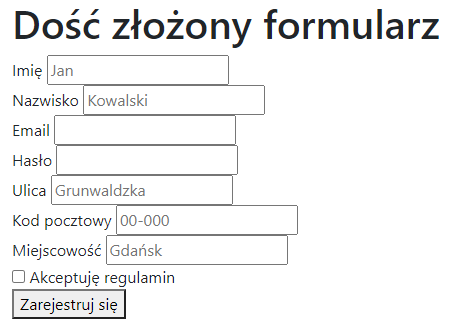 Dość złożony formularz
Imię Jan
Nazwisko Kowalski
Email
Hasło
Ulica Grunwaldzka
Kod pocztowy 00-000
Miejscowość Gdańsk
Akceptuję regulamin
Zarejestruj się